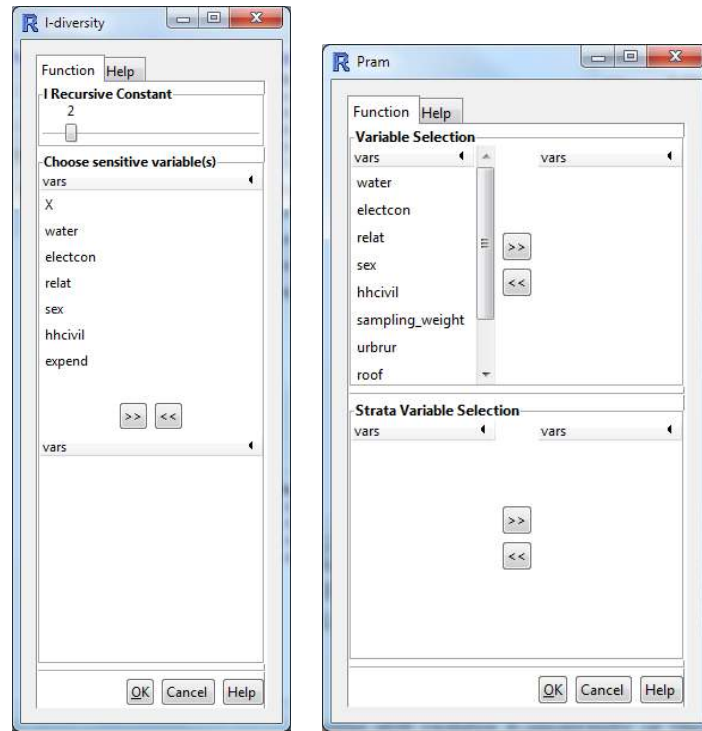 l-diversity
Function Help
l Recursive Constant
2
Choose sensitive variable(s)
vars
X
water
electcon
relat
sex
hhcivil
expend
>> <<
vars
OK Cancel Help
Pram
Function Help
Variable Selection
vars vars
water
electcon
relat
sex
hhcivil
sampling_weight
urbrur
roof
>>
<<
Strata Variable Selection
vars vars
>>
<<
OK Cancel Help